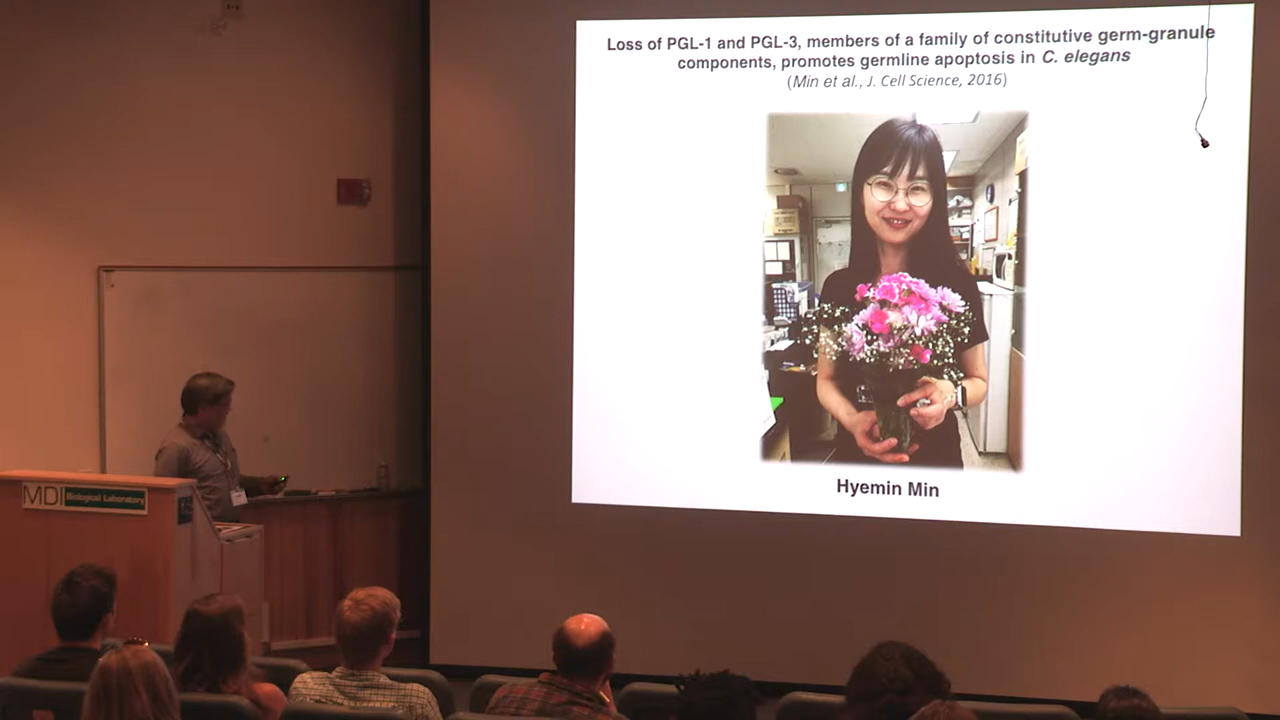 Loss of PGL-1 and PGL-3, members of a family of constitutive germ-granule
components, promotes germline apoptosis in C. elegans
(Min et al., J. Cell Science, 2016)
Hyemin Min
MDI Biological Laboratory